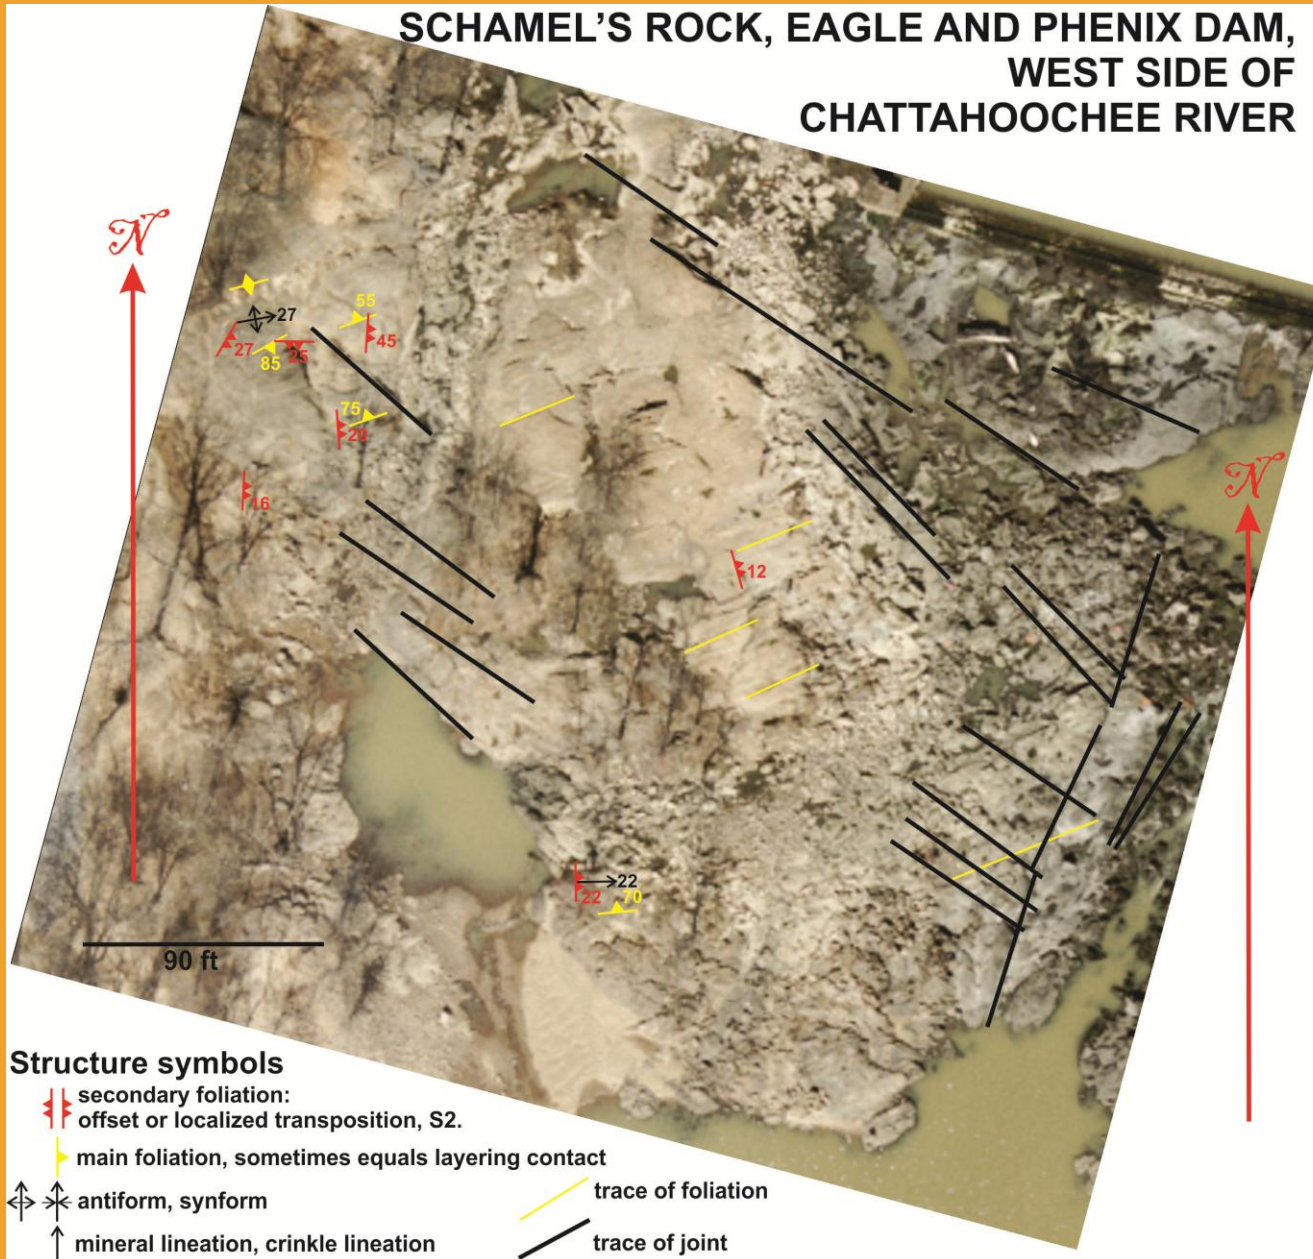 SCHAMEL'S ROCK, EAGLE AND PHENIX DAM,
WEST SIDE OF
CHATTAHOOCHEE RIVER
N
27
55
45
27
85
25
75
20
16
N
12
22
22
70
90 ft
Structure symbols
secondary foliation:
offset or localized transposition, S2.
main foliation, sometimes equals layering contact
antiform, synform
trace of foliation
mineral lineation, crinkle lineation
trace of joint